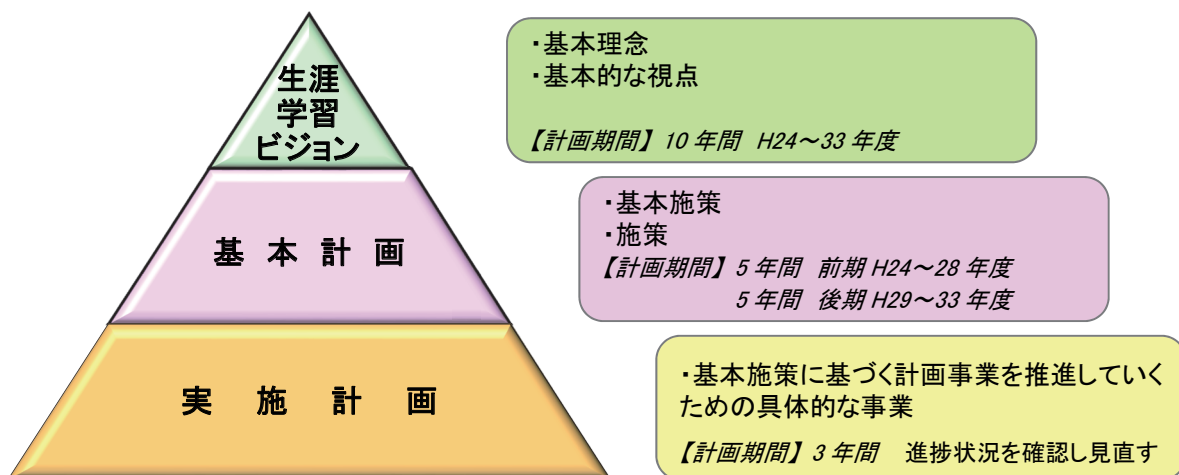 生涯
学習
ビジョン
・基本理念
・基本的な視点
【計画期間】10年間 H24～33年度
基本計画
・基本施策
・施策
【計画期間】5年間 前期 H24～28年度
5年間 後期 H29～33年度
実施計画
・基本施策に基づく計画事業を推進していく
ための具体的な事業
【計画期間】3年間 進捗状況を確認し見直す